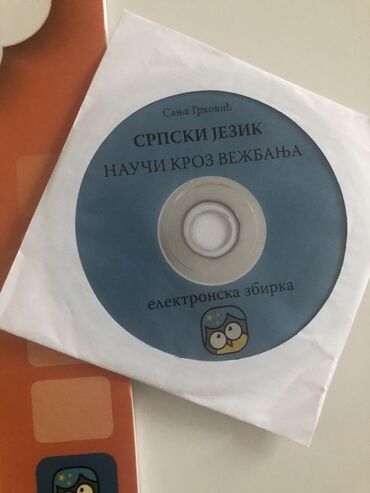 Сања Грковић
СРПСКИ ЈЕЗИК
НАУЧИ КРОЗ ВЕЖБАЊА
електронска збирка